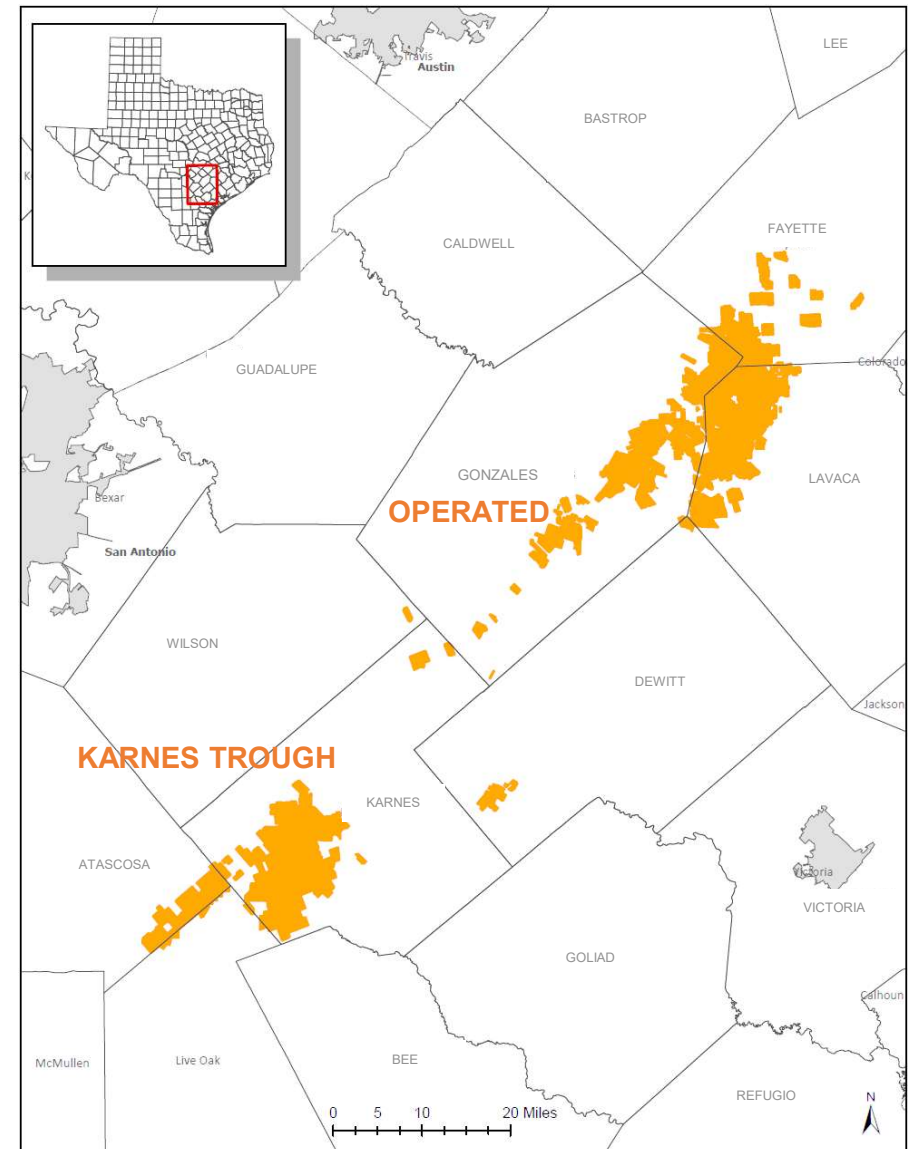 LEE
Travis
Austin
BASTROP
FAYETTE
CALDWELL
GUADALUPE
Colorado
GONZALES
LAVACA
OPERATED
Bexar
San Antonio
WILSON
DEWITT
Jackson
KARNES TROUGH
KARNES
ATASCOSA
Victoria
VICTORIA
GOLIAD
Calhoun
McMullen
Live Oak
BEE
REFUGIO
N
0 5 10 20 Miles